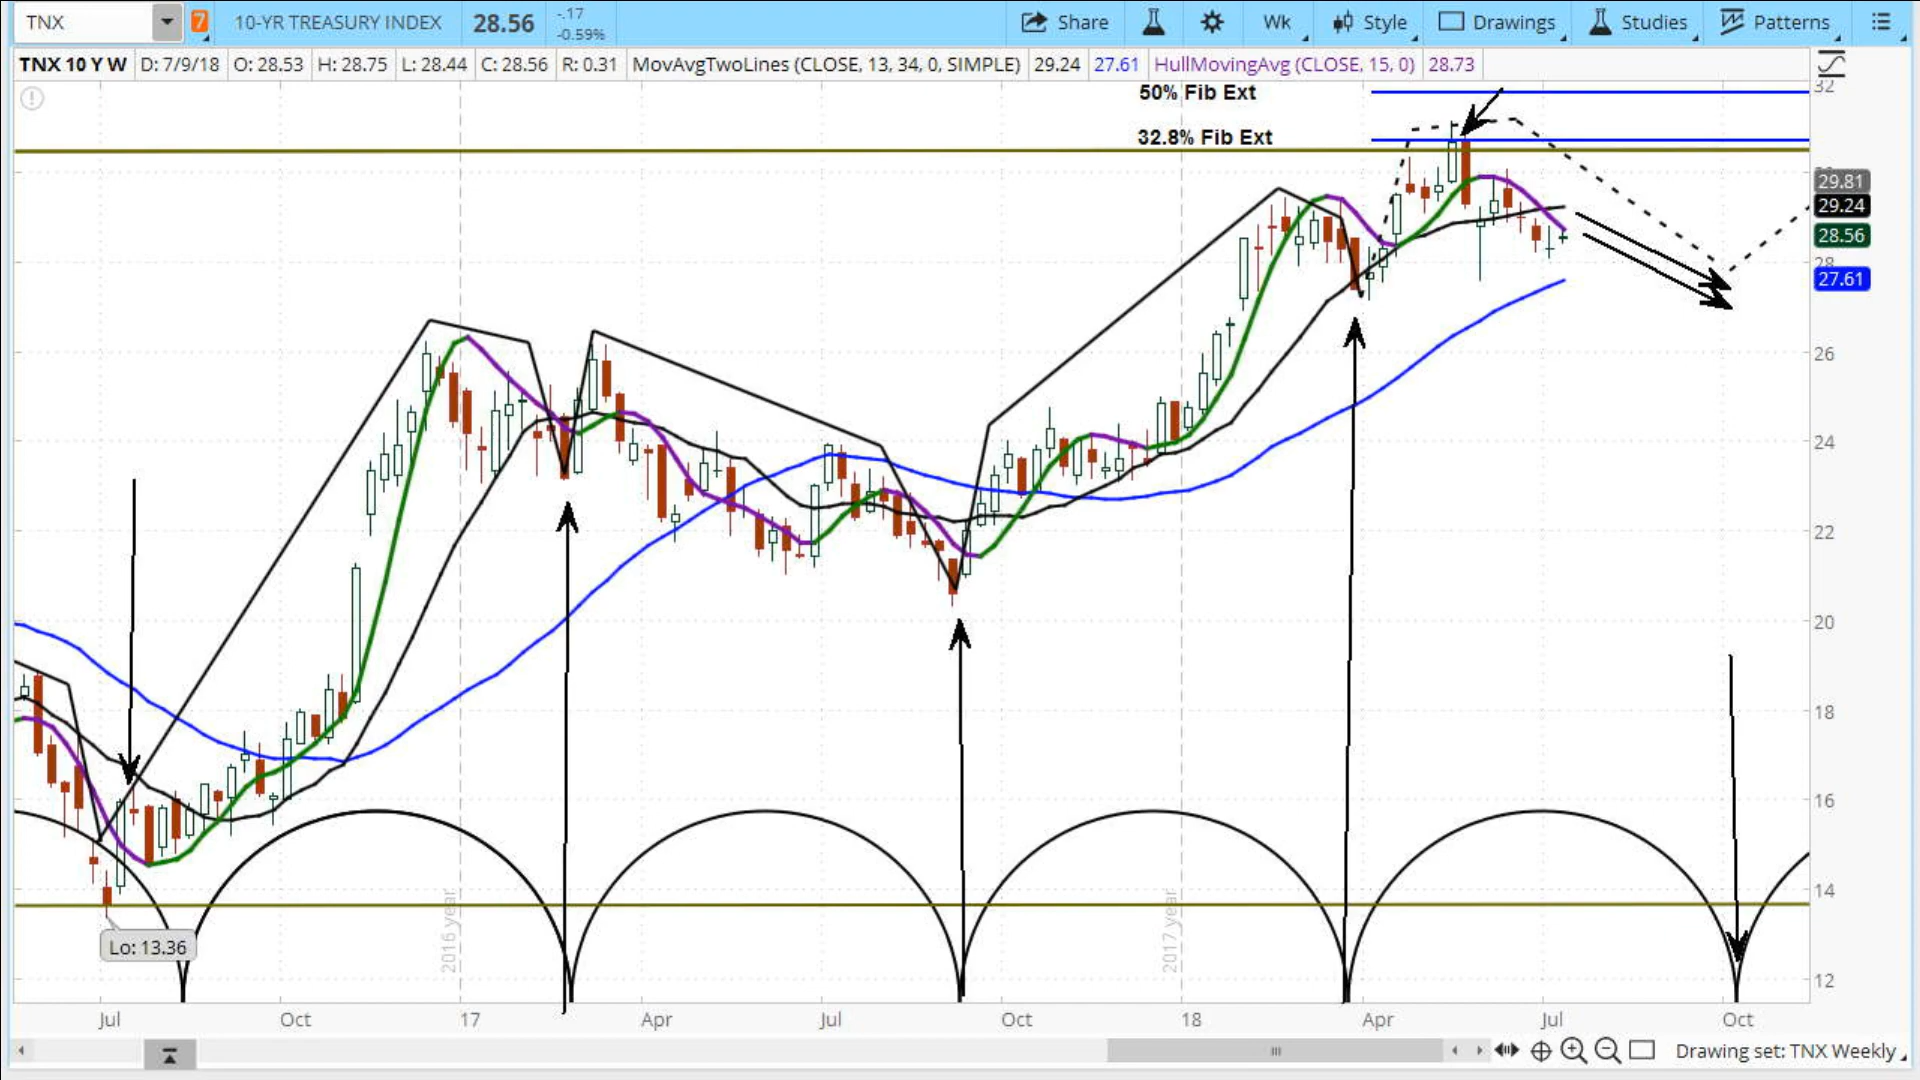 TNX
7
10-YR TREASURY INDEX
28.56
-.17
-0.59%
Share
Wk
Style
Drawings
Studies
Patterns
TNX 10 Y W
D: 7/9/18
O: 28.53
H: 28.75
L: 28.44
C: 28.56
R: 0.31
MovAvgTwoLines (CLOSE, 13, 34, 0, SIMPLE)
29.24
27.61
HullMovingAvg (CLOSE, 15, 0)
28.73
50% Fib Ext
32.8% Fib Ext
32
29.81
29.24
28.56
28
27.61
26
24
22
20
18
16
14
12
Lo: 13.36
2016 year
2017 year
Jul
Oct
17
Apr
Jul
Oct
18
Apr
Jul
Oct
Drawing set: TNX Weekly